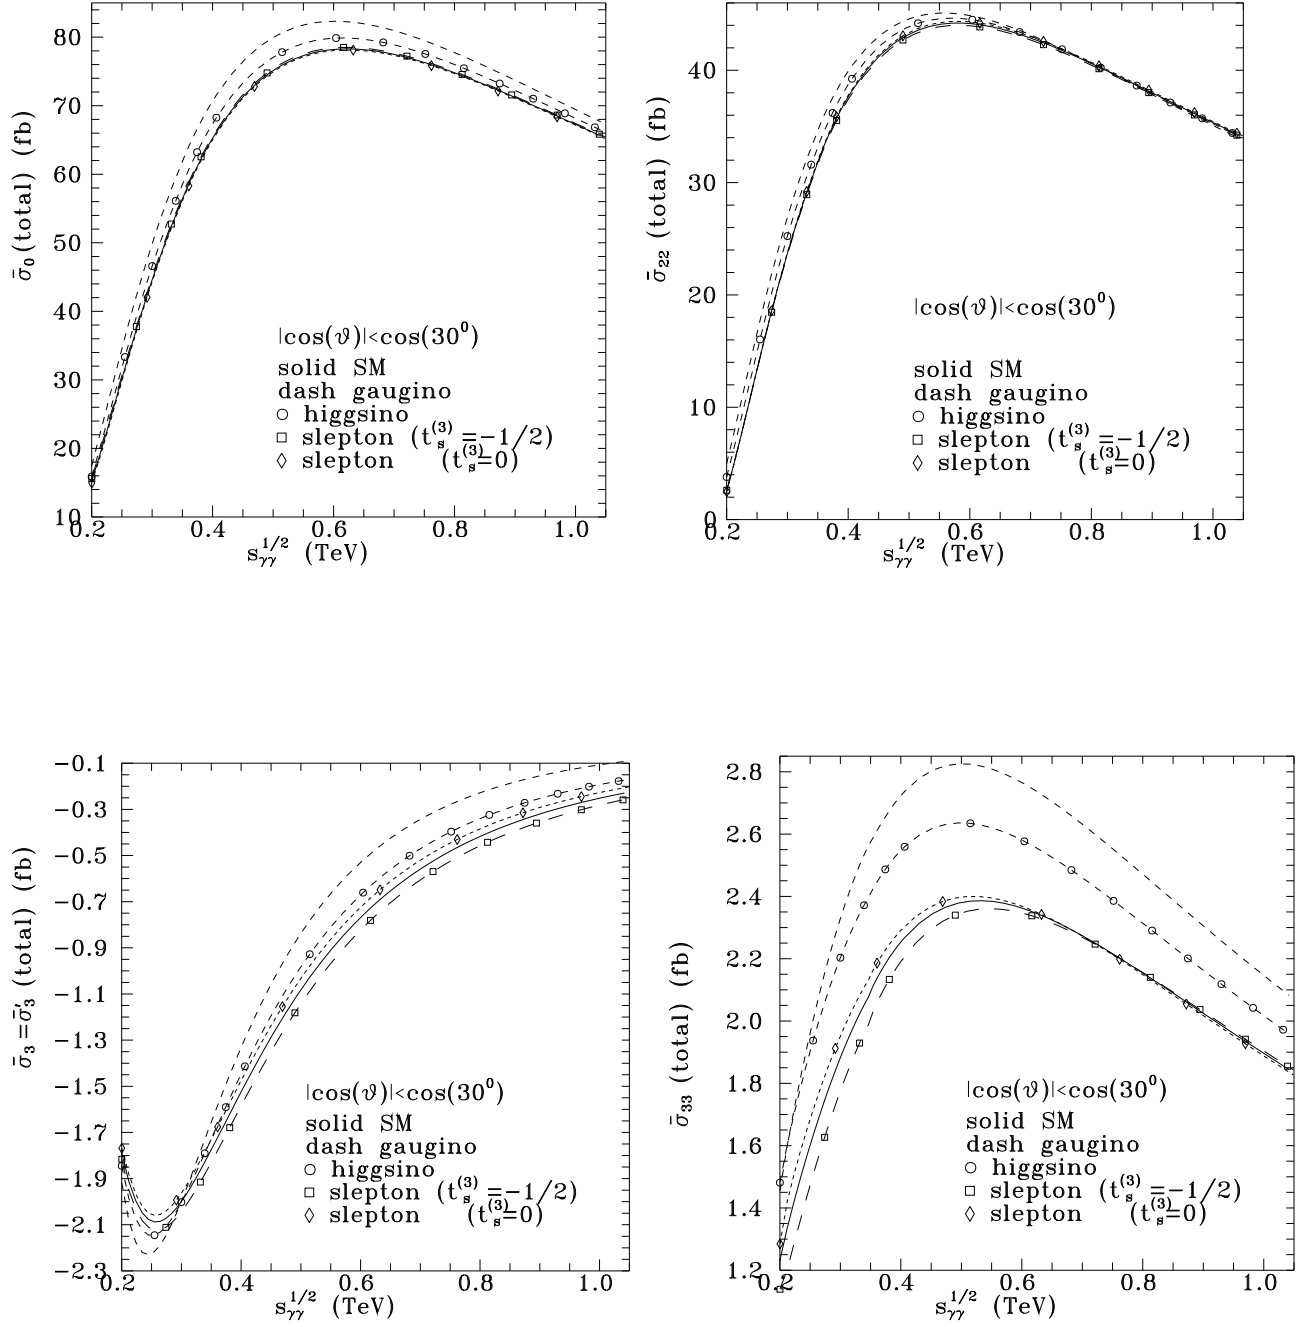 80
70
60
50
40
30
20
10
σ̄₀(total) (fb)
|cos(ϑ)|<cos(30⁰)
solid SM
dash gaugino
higgsino
slepton (tₛ⁽³⁾=−1/2)
slepton (tₛ⁽³⁾=0)
0.2 0.4 0.6 0.8 1.0
s_γγ^1/2 (TeV)
40
30
20
10
0
σ̄₂₂ (total) (fb)
|cos(ϑ)|<cos(30⁰)
solid SM
dash gaugino
higgsino
slepton (tₛ⁽³⁾=−1/2)
slepton (tₛ⁽³⁾=0)
0.2 0.4 0.6 0.8 1.0
s_γγ^1/2 (TeV)
−0.1
−0.3
−0.5
−0.7
−0.9
−1.1
−1.3
−1.5
−1.7
−1.9
−2.1
−2.3
σ̄₃=σ̄₃′ (total) (fb)
|cos(ϑ)|<cos(30⁰)
solid SM
dash gaugino
higgsino
slepton (tₛ⁽³⁾=−1/2)
slepton (tₛ⁽³⁾=0)
0.2 0.4 0.6 0.8 1.0
s_γγ^1/2 (TeV)
2.8
2.6
2.4
2.2
2.0
1.8
1.6
1.4
1.2
σ̄₃₃ (total) (fb)
|cos(ϑ)|<cos(30⁰)
solid SM
dash gaugino
higgsino
slepton (tₛ⁽³⁾=−1/2)
slepton (tₛ⁽³⁾=0)
0.2 0.4 0.6 0.8 1.0
s_γγ^1/2 (TeV)